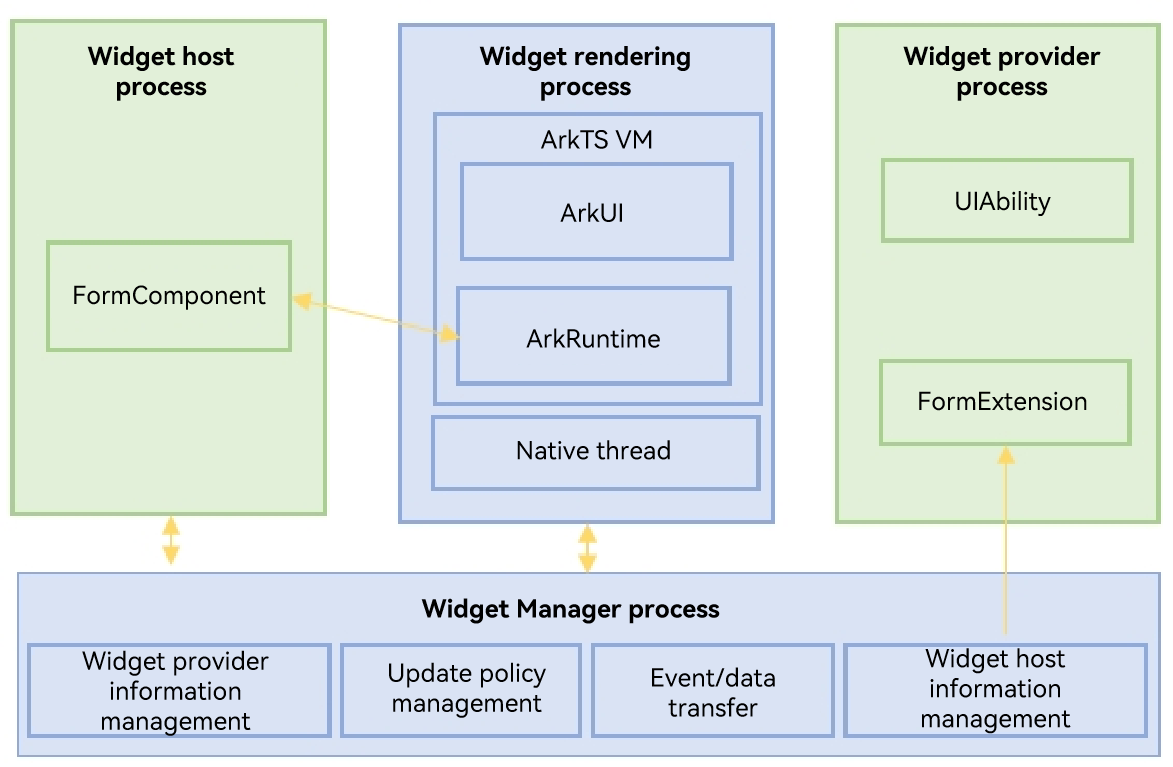 Widget host
process
FormComponent
Widget rendering
process
ArkTS VM
ArkUI
ArkRuntime
Native thread
Widget provider
process
UIAbility
FormExtension
Widget Manager process
Widget provider
information
management
Update policy
management
Event/data
transfer
Widget host
information
management